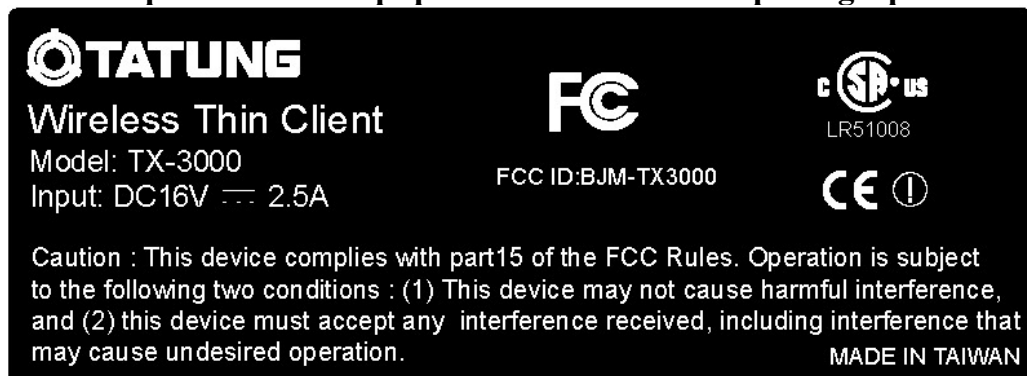 TATUNG
Wireless Thin Client
Model: TX-3000
Input: DC16V ⎓ 2.5A
FC
FCC ID:BJM-TX3000
C SA US
LR51008
CE
Caution : This device complies with part15 of the FCC Rules. Operation is subject
to the following two conditions : (1) This device may not cause harmful interference,
and (2) this device must accept any interference received, including interference that
may cause undesired operation.
MADE IN TAIWAN